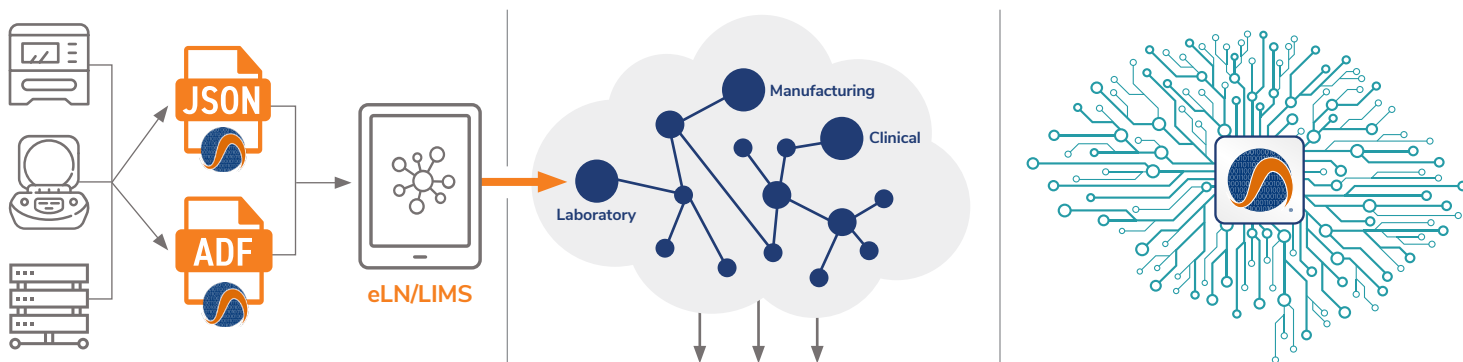 JSON
ADF
eLN/LIMS
Manufacturing
Clinical
Laboratory